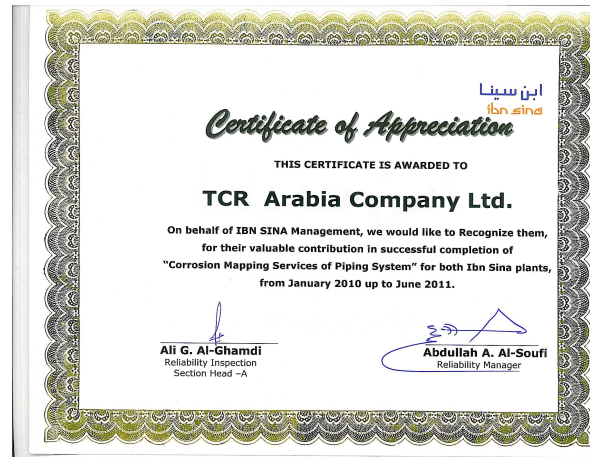 ابن سينا
ibn sina
Certificate of Appreciation
THIS CERTIFICATE IS AWARDED TO
TCR Arabia Company Ltd.
On behalf of IBN SINA Management, we would like to Recognize them,
for their valuable contribution in successful completion of
“Corrosion Mapping Services of Piping System” for both Ibn Sina plants,
from January 2010 up to June 2011.
Ali G. Al-Ghamdi
Reliability Inspection
Section Head –A
Abdullah A. Al-Soufi
Reliability Manager